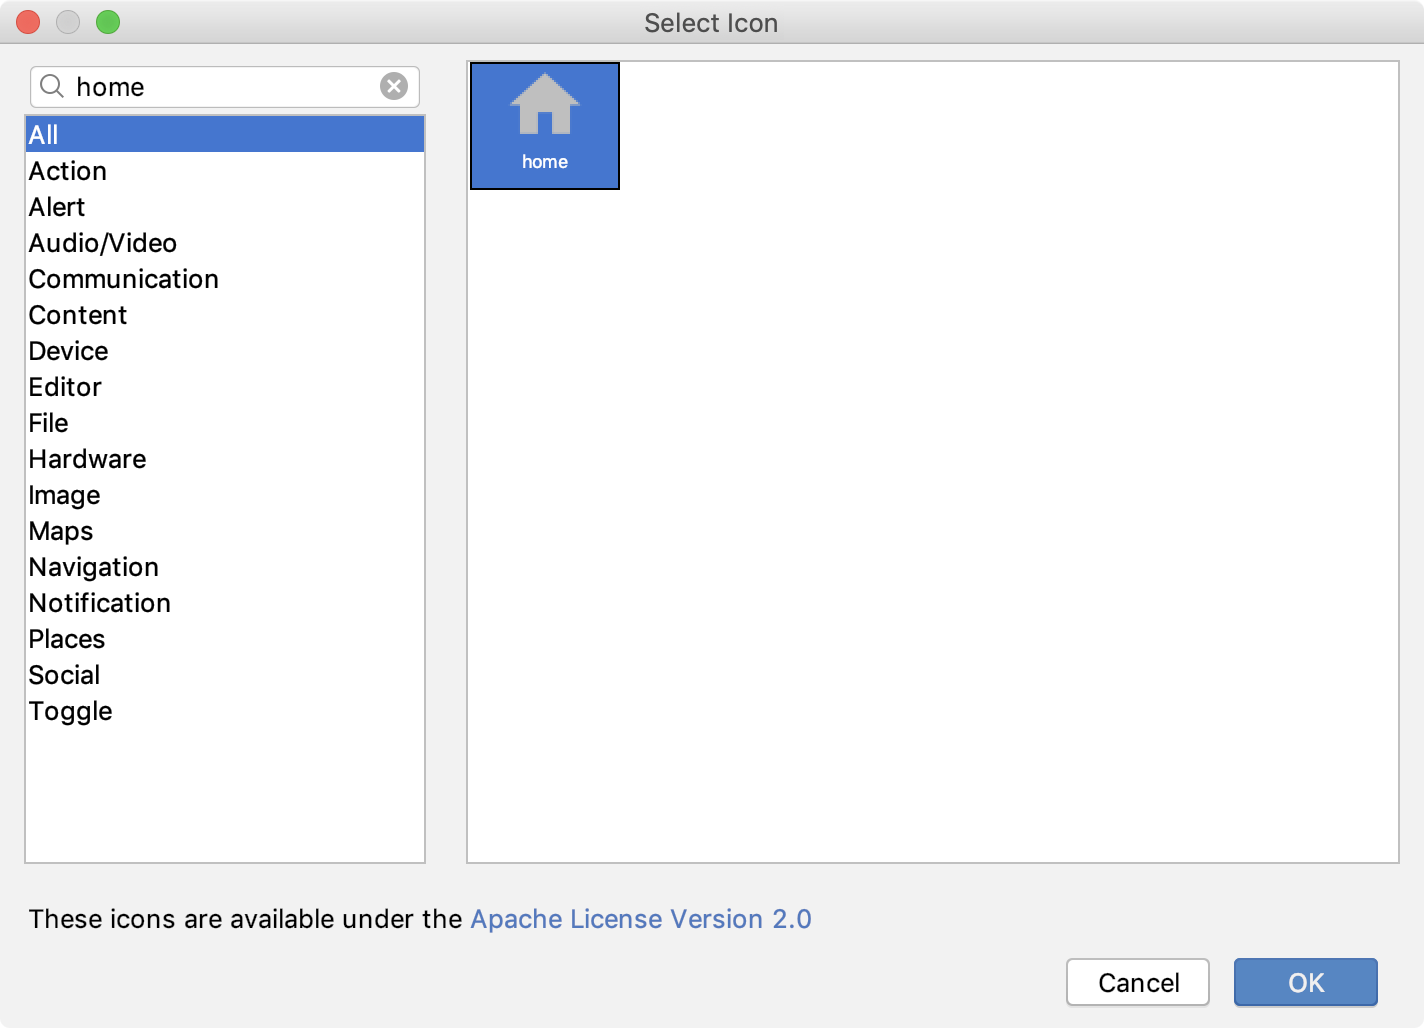 Select Icon
home
All
Action
Alert
Audio/Video
Communication
Content
Device
Editor
File
Hardware
Image
Maps
Navigation
Notification
Places
Social
Toggle
home
These icons are available under the Apache License Version 2.0
Cancel
OK